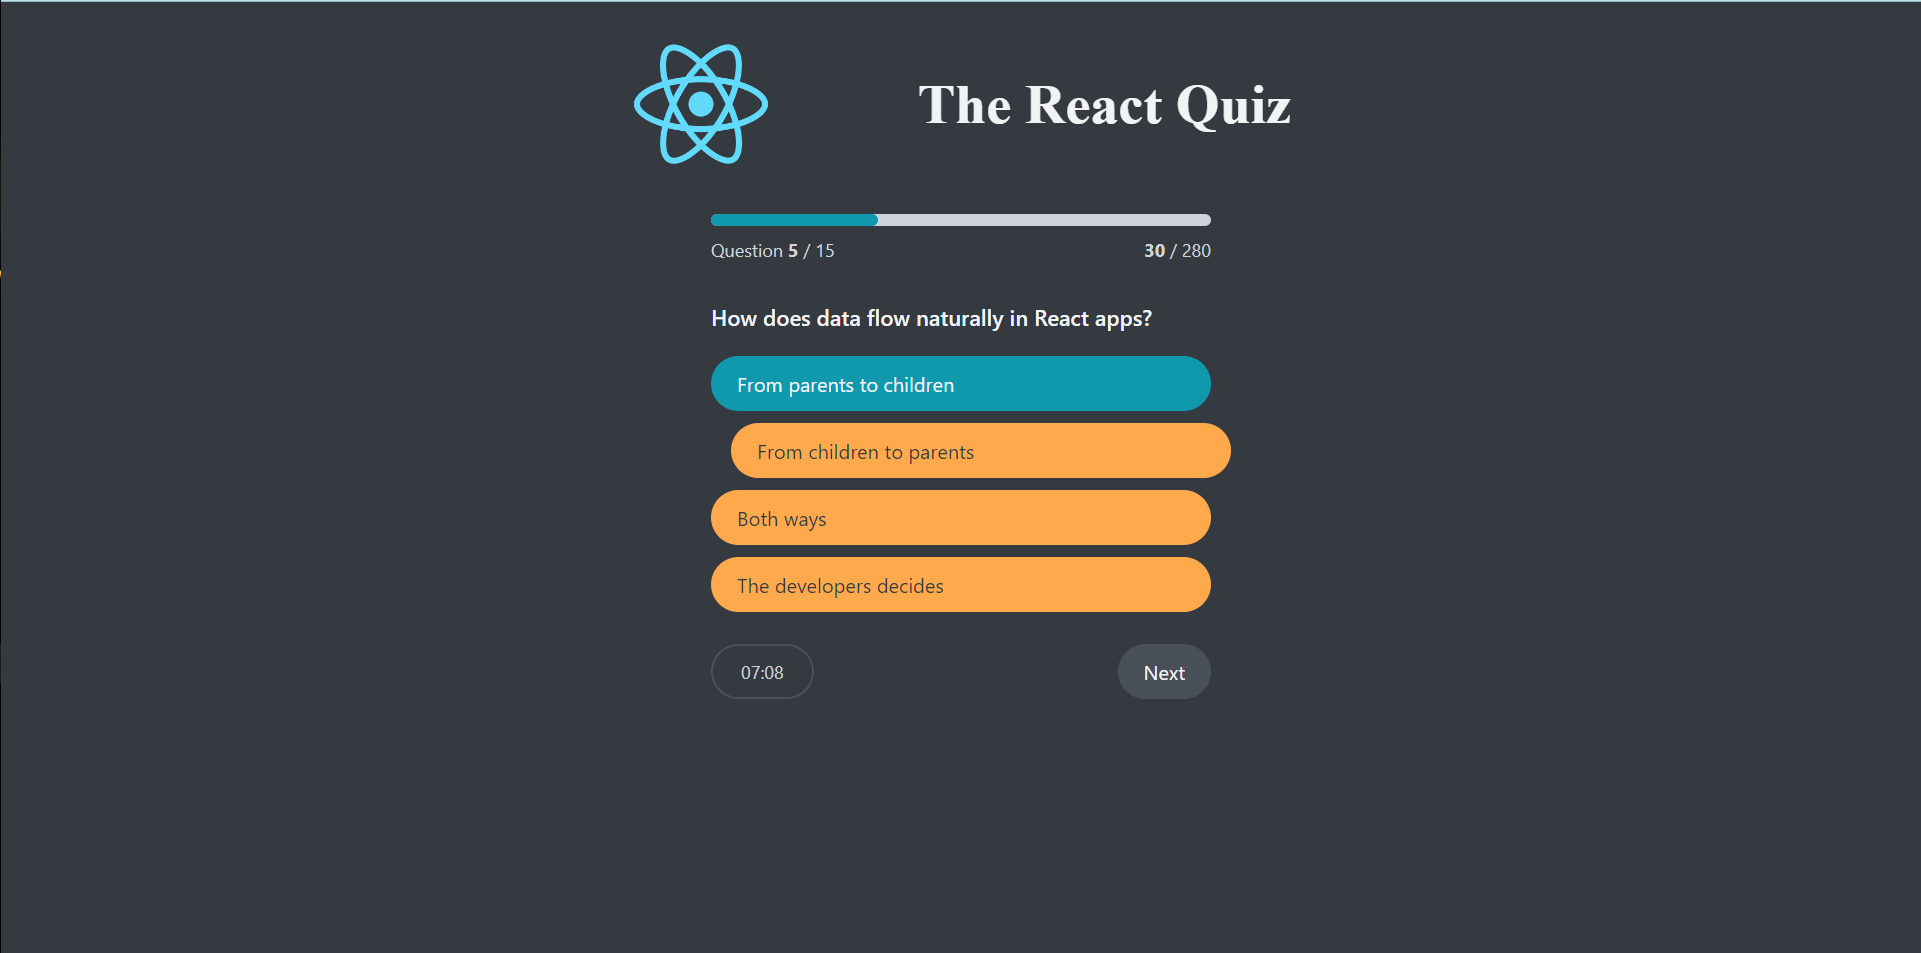 The React Quiz
Question 5 / 15
30 / 280
How does data flow naturally in React apps?
From parents to children
From children to parents
Both ways
The developers decides
07:08
Next